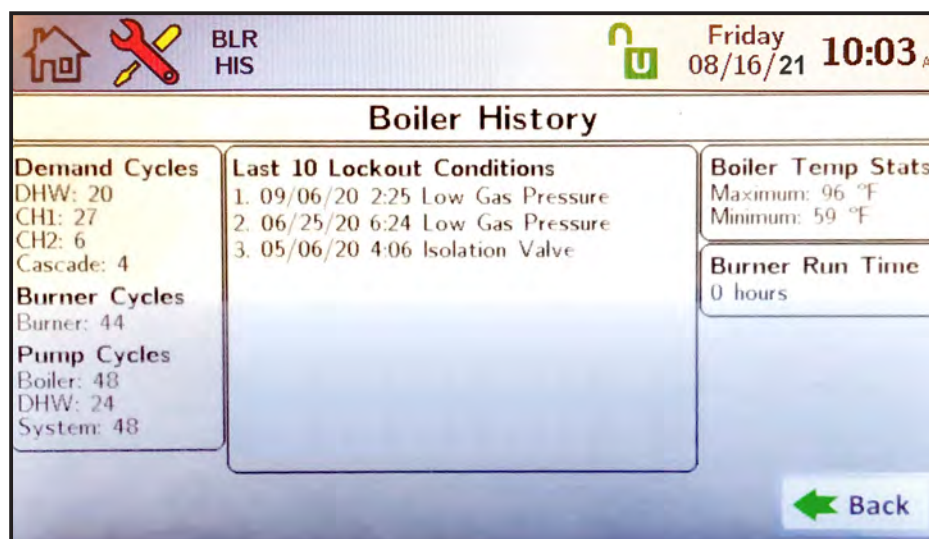 BLR
HIS
U
Friday
08/16/21
10:03
Boiler History
Demand Cycles
DHW: 20
CH1: 27
CH2: 6
Cascade: 4
Burner Cycles
Burner: 44
Pump Cycles
Boiler: 48
DHW: 24
System: 48
Last 10 Lockout Conditions
1. 09/06/20 2:25 Low Gas Pressure
2. 06/25/20 6:24 Low Gas Pressure
3. 05/06/20 4:06 Isolation Valve
Boiler Temp Stats
Maximum: 96 °F
Minimum: 59 °F
Burner Run Time
0 hours
Back